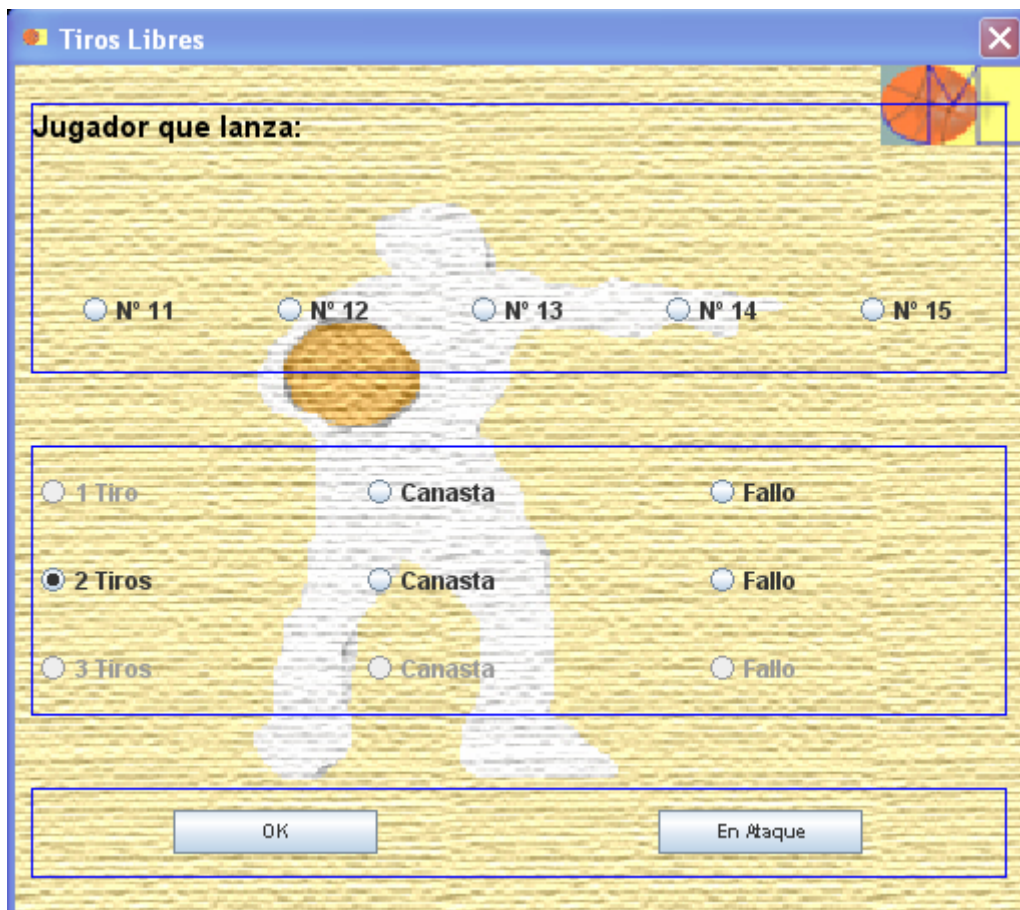 Tiros Libres
Jugador que lanza:
Nº 11 Nº 12 Nº 13 Nº 14 Nº 15
1 Tiro Canasta Fallo
2 Tiros Canasta Fallo
3 Tiros Canasta Fallo
OK En Ataque